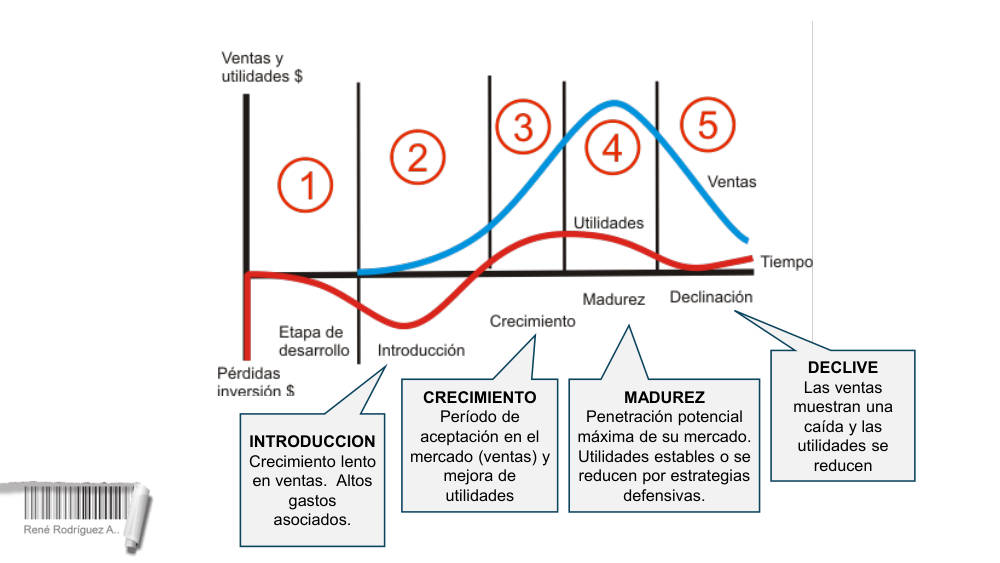 Ventas y
utilidades $
1
2
3
4
5
Ventas
Utilidades
Tiempo
Madurez
Declinación
Crecimiento
Etapa de
desarrollo
Introducción
Pérdidas
inversión $
INTRODUCCION
Crecimiento lento
en ventas. Altos
gastos
asociados.
CRECIMIENTO
Período de
aceptación en el
mercado (ventas) y
mejora de
utilidades
MADUREZ
Penetración potencial
máxima de su mercado.
Utilidades estables o se
reducen por estrategias
defensivas.
DECLIVE
Las ventas
muestran una
caída y las
utilidades se
reducen
René Rodríguez A..